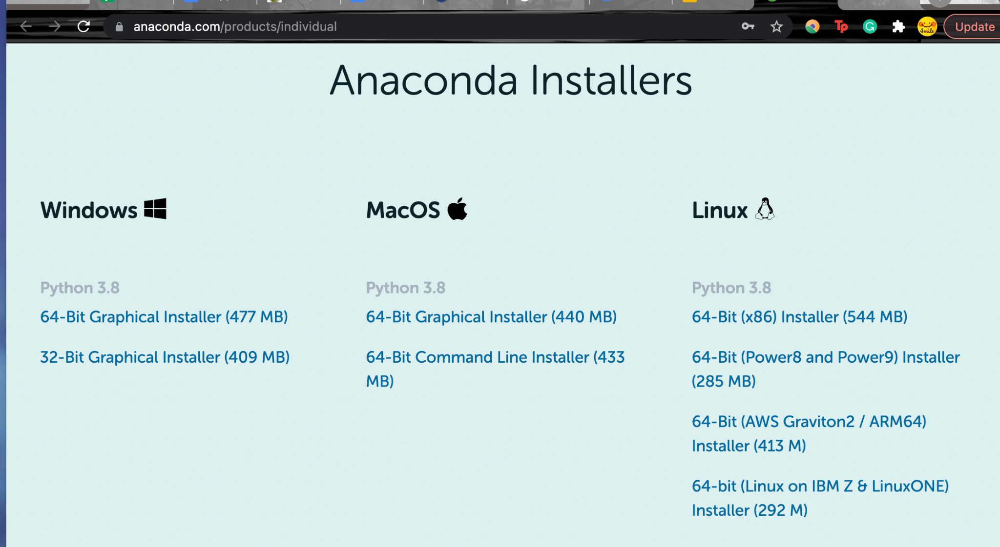 anaconda.com/products/individual
Tp
G
Smile
Update
Anaconda Installers
Windows
MacOS
Linux
Python 3.8
64-Bit Graphical Installer (477 MB)
32-Bit Graphical Installer (409 MB)
Python 3.8
64-Bit Graphical Installer (440 MB)
64-Bit Command Line Installer (433
MB)
Python 3.8
64-Bit (x86) Installer (544 MB)
64-Bit (Power8 and Power9) Installer
(285 MB)
64-Bit (AWS Graviton2 / ARM64)
Installer (413 M)
64-bit (Linux on IBM Z & LinuxONE)
Installer (292 M)